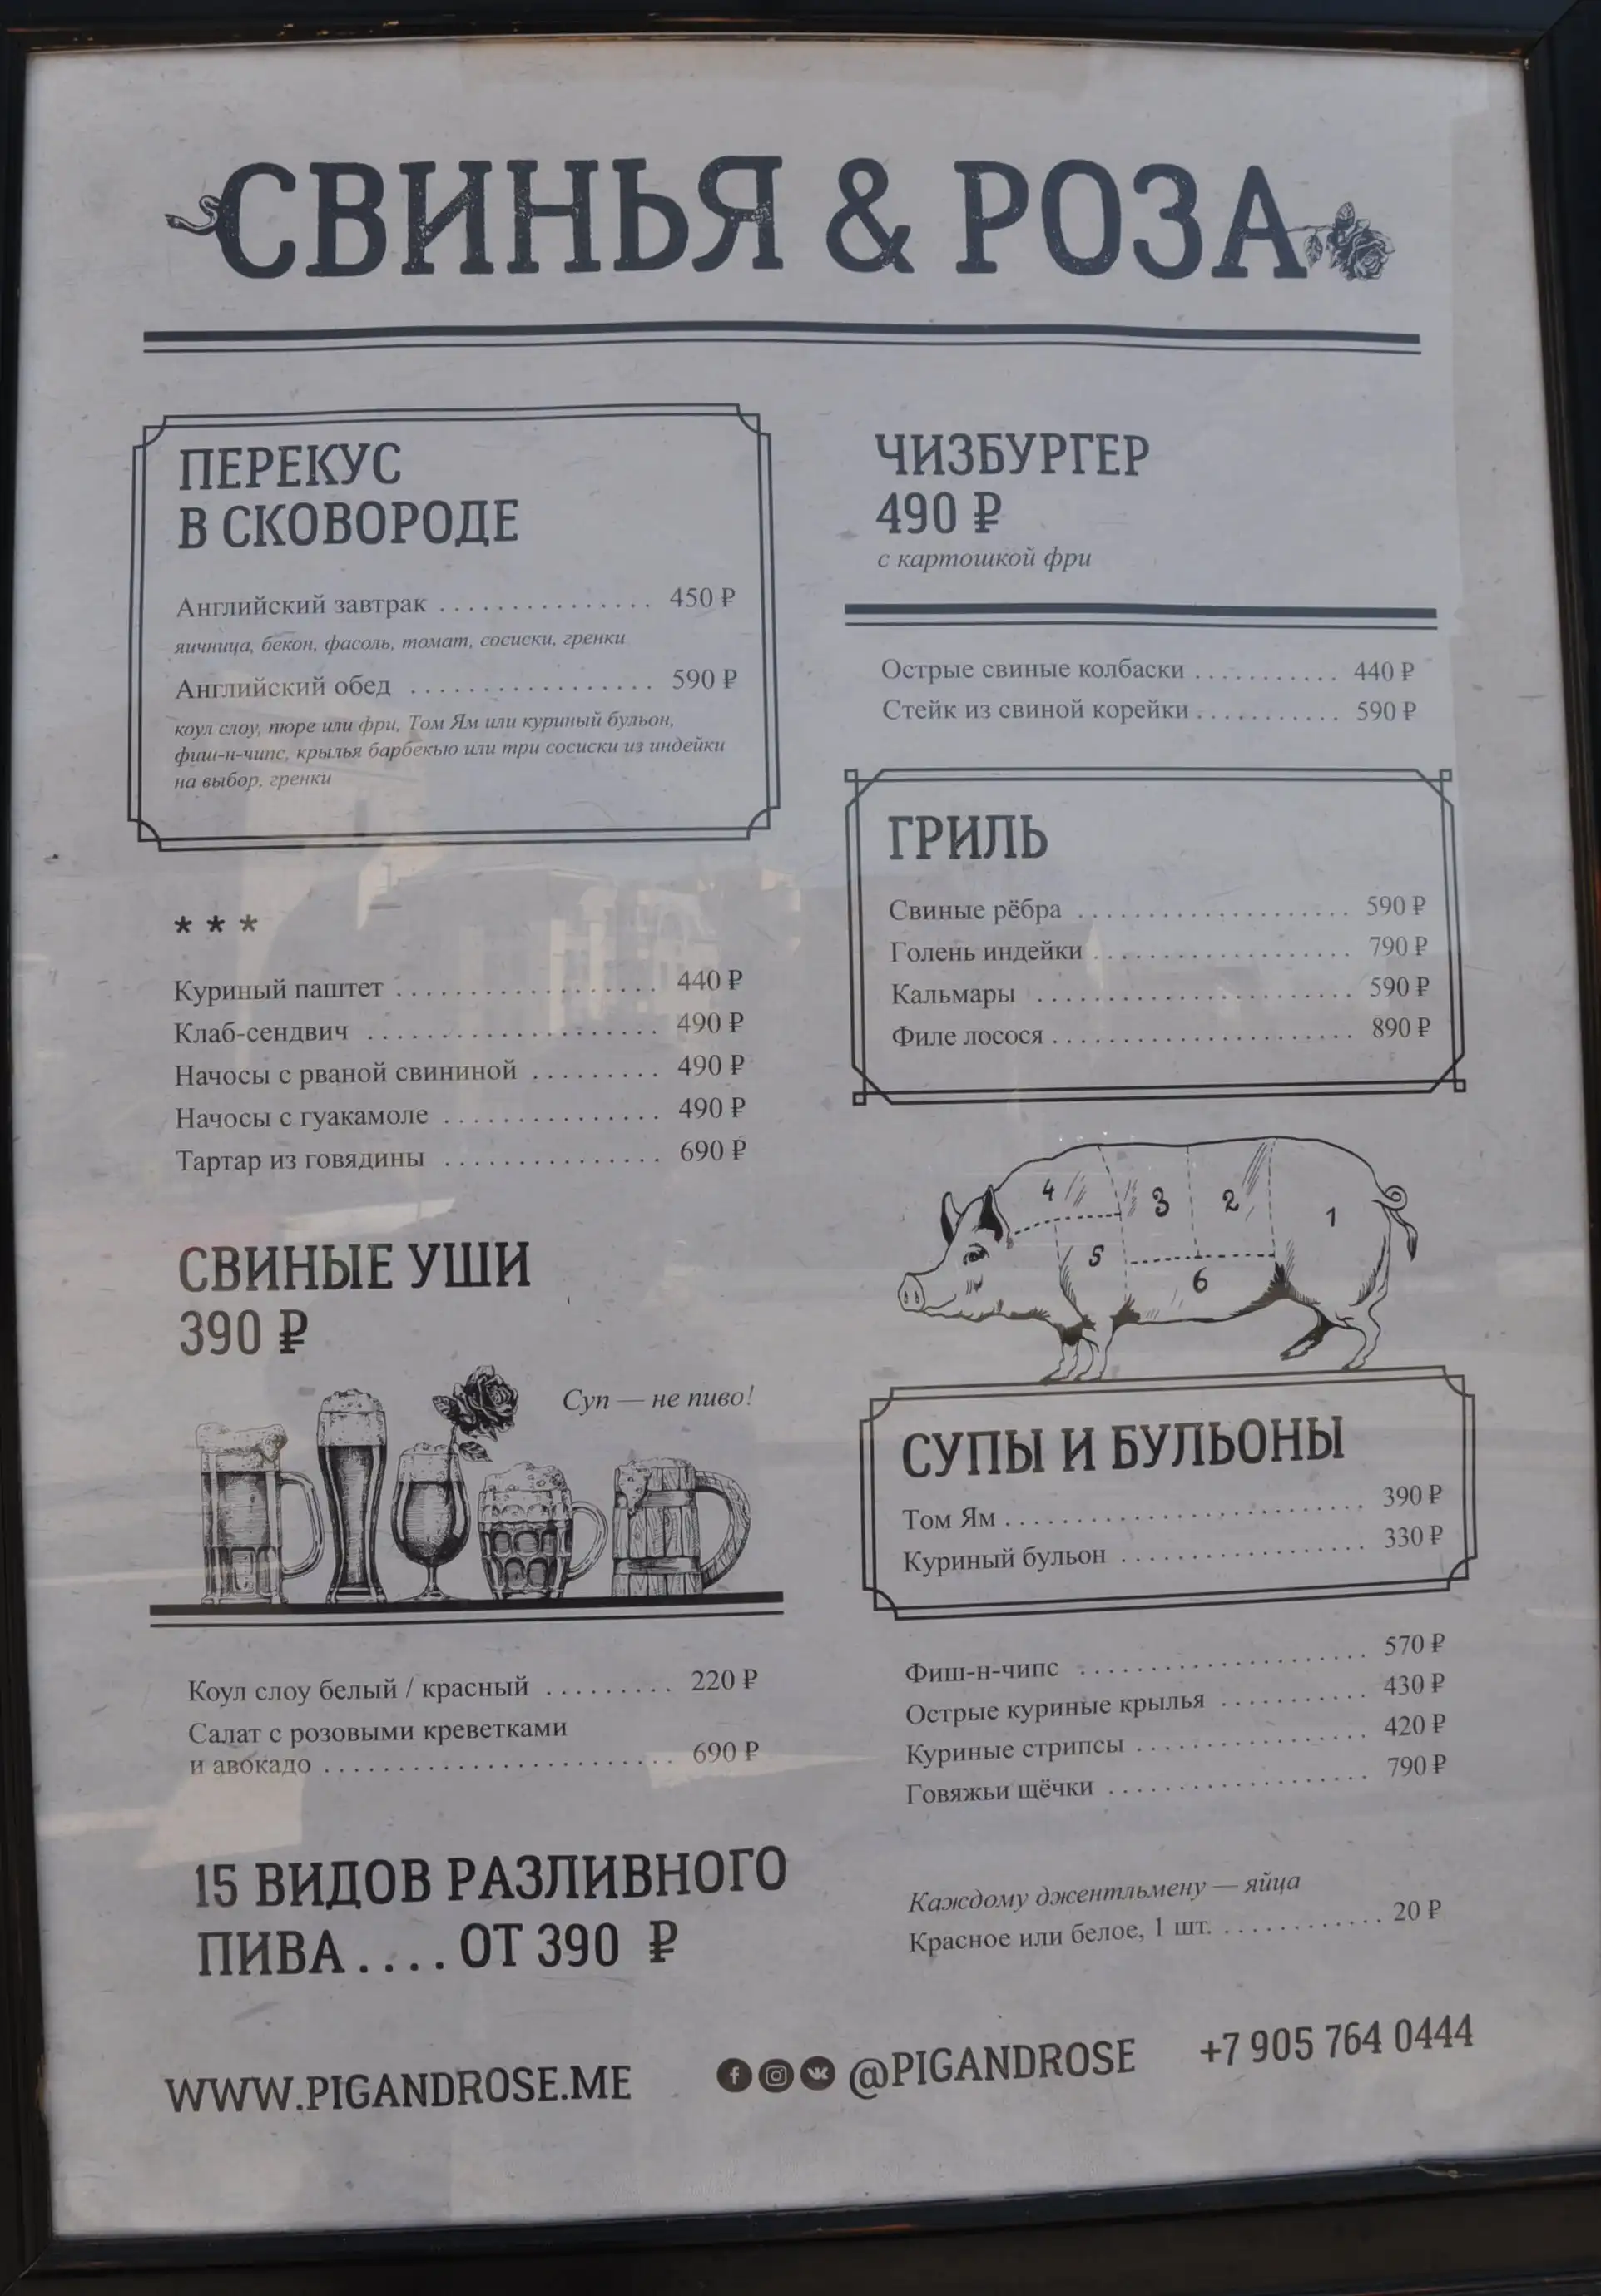 СВИНЬЯ & РОЗА
ПЕРЕКУС
В СКОВОРОДЕ
Английский завтрак ............... 450 ₽
яичница, бекон, фасоль, томат, сосиски, гренки
Английский обед ................. 590 ₽
коул слоу, пюре или фри, Том Ям или куриный бульон,
фиш-н-чипс, крылья барбекью или три сосиски из индейки
на выбор, гренки
* * *
Куриный паштет .................. 440 ₽
Клаб-сендвич .................... 490 ₽
Начосы с рваной свининой ......... 490 ₽
Начосы с гуакамоле ............... 490 ₽
Тартар из говядины ............... 690 ₽
СВИНЫЕ УШИ
390 ₽
Суп — не пиво!
Коул слоу белый / красный ......... 220 ₽
Салат с розовыми креветками
и авокадо ........................ 690 ₽
15 ВИДОВ РАЗЛИВНОГО
ПИВА .... ОТ 390 ₽
ЧИЗБУРГЕР
490 ₽
с картошкой фри
Острые свиные колбаски ........... 440 ₽
Стейк из свиной корейки ........... 590 ₽
ГРИЛЬ
Свиные рёбра ................... 590 ₽
Голень индейки .................. 790 ₽
Кальмары ...................... 590 ₽
Филе лосося ..................... 890 ₽
4 3 2 1
5 6
СУПЫ И БУЛЬОНЫ
Том Ям ......................... 390 ₽
Куриный бульон ................. 330 ₽
Фиш-н-чипс .................... 570 ₽
Острые куриные крылья .......... 430 ₽
Куриные стрипсы ................ 420 ₽
Говяжьи щёчки .................. 790 ₽
Каждому джентльмену — яйца
Красное или белое, 1 шт. ............ 20 ₽
WWW.PIGANDROSE.ME @PIGANDROSE +7 905 764 0444